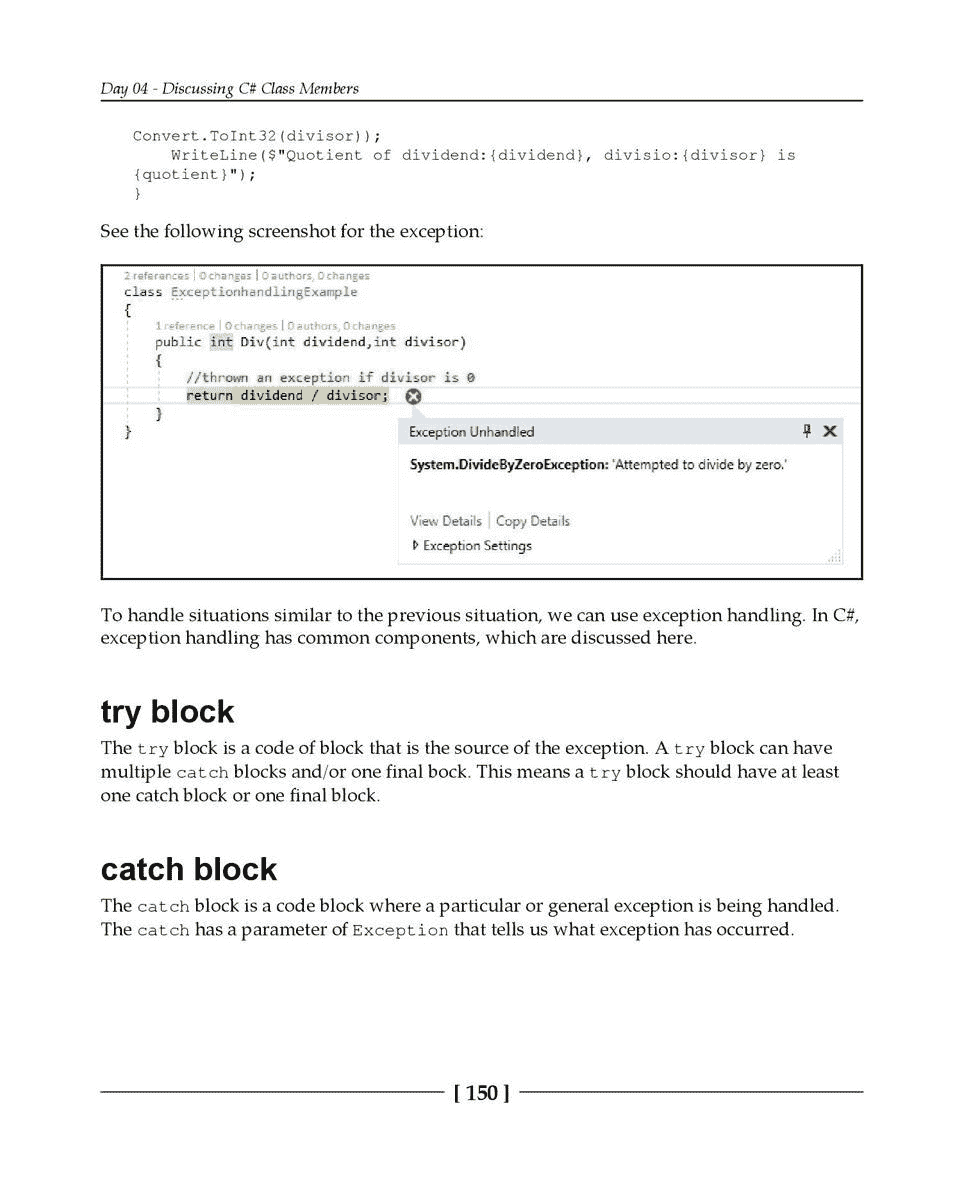 Day 04 - Discussing C# Class Members
Convert.ToInt32(divisor));
WriteLine($"Quotient of dividend:{dividend}, divisio:{divisor} is
{quotient}");
}
See the following screenshot for the exception:
2 references | 0 changes | 0 authors, 0 changes
class ExceptionhandlingExample
{
1 reference | 0 changes | 0 authors, 0 changes
public int Div(int dividend,int divisor)
{
//thrown an exception if divisor is 0
return dividend / divisor;
}
}
Exception Unhandled
System.DivideByZeroException: 'Attempted to divide by zero.'
View Details | Copy Details
Exception Settings
To handle situations similar to the previous situation, we can use exception handling. In C#,
exception handling has common components, which are discussed here.
try block
The try block is a code of block that is the source of the exception. A try block can have
multiple catch blocks and/or one final bock. This means a try block should have at least
one catch block or one final block.
catch block
The catch block is a code block where a particular or general exception is being handled.
The catch has a parameter of Exception that tells us what exception has occurred.
[ 150 ]